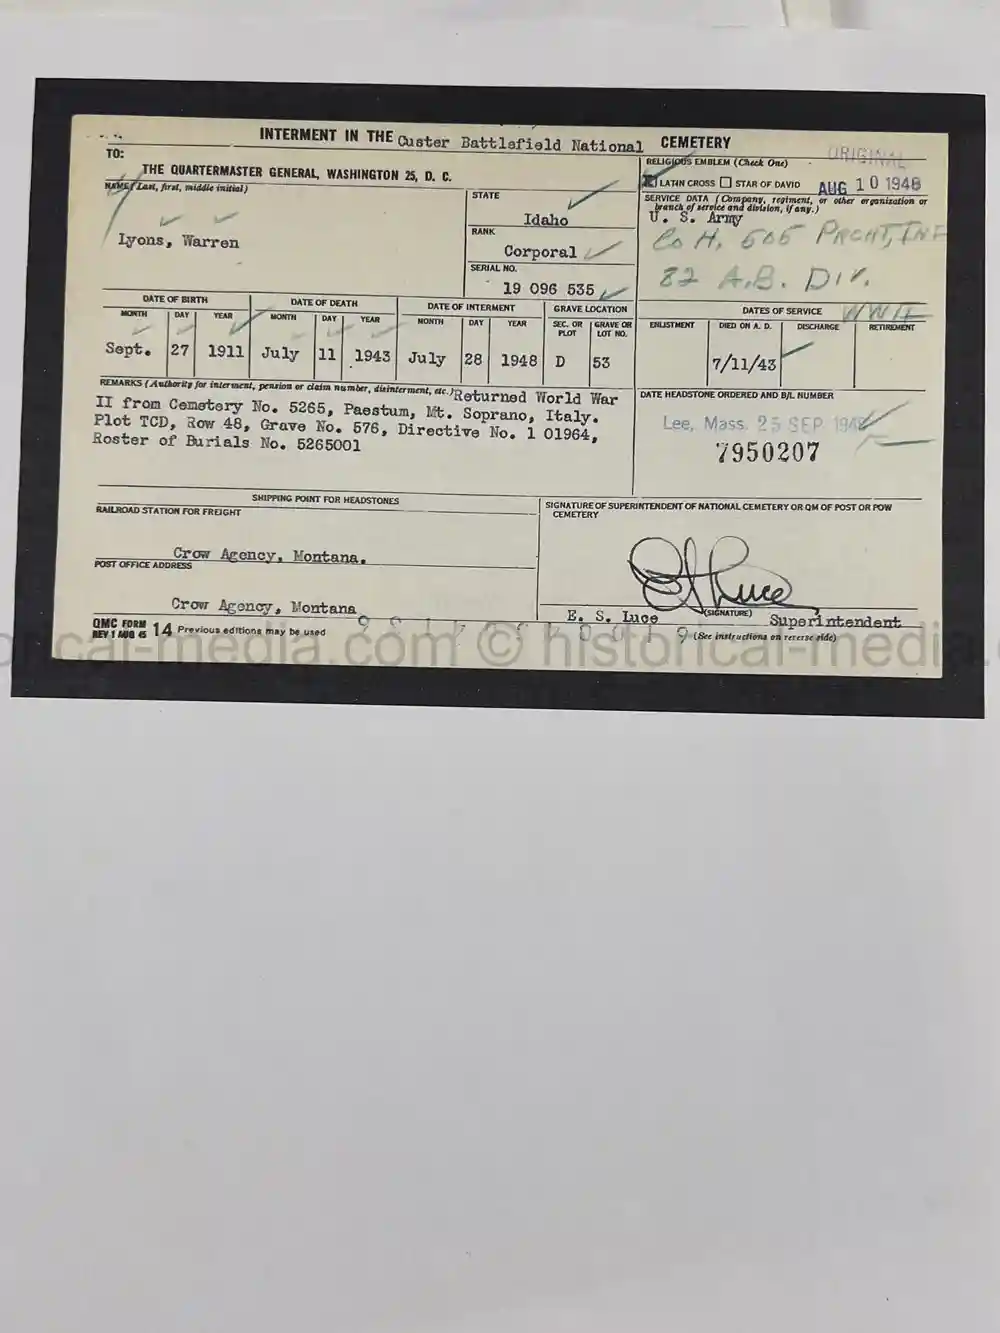 INTERMENT IN THE Custer Battlefield National CEMETERY
TO:
THE QUARTERMASTER GENERAL, WASHINGTON 25, D. C.
RELIGIOUS EMBLEM (Check One)
ORIGINAL
LATIN CROSS STAR OF DAVID
AUG 10 1948
NAME (Last, first, middle initial)
Lyons, Warren
STATE
Idaho
RANK
Corporal
SERIAL NO.
19 096 535
SERVICE DATA (Company, regiment, or other organization or
branch of service and division, if any.)
U. S. Army
Co H, 505 PRCHT, INF
82 A.B. DIV.
WWII
DATE OF BIRTH DATE OF DEATH DATE OF INTERMENT GRAVE LOCATION DATES OF SERVICE
MONTH DAY YEAR MONTH DAY YEAR MONTH DAY YEAR SEC. OR PLOT GRAVE OR LOT NO. ENLISTMENT DIED ON A. D. DISCHARGE RETIREMENT
Sept. 27 1911 July 11 1943 July 28 1948 D 53 7/11/43
REMARKS (Authority for interment, pension or claim number, disinterment, etc.) Returned World War
II from Cemetery No. 5265, Paestum, Mt. Soprano, Italy.
Plot TCD, Row 48, Grave No. 576, Directive No. 1 01964,
Roster of Burials No. 5265001
DATE HEADSTONE ORDERED AND B/L NUMBER
Lee, Mass. 25 SEP 194
7950207
SHIPPING POINT FOR HEADSTONES
RAILROAD STATION FOR FREIGHT
Crow Agency, Montana.
POST OFFICE ADDRESS
Crow Agency, Montana
SIGNATURE OF SUPERINTENDENT OF NATIONAL CEMETERY OR QM OF POST OR POW
CEMETERY
E S Luce
(SIGNATURE)
E. S. Luce Superintendent
QMC FORM
REV 1 AUG 45 14 Previous editions may be used
(See instructions on reverse side)
historical-media.com © historical-media.